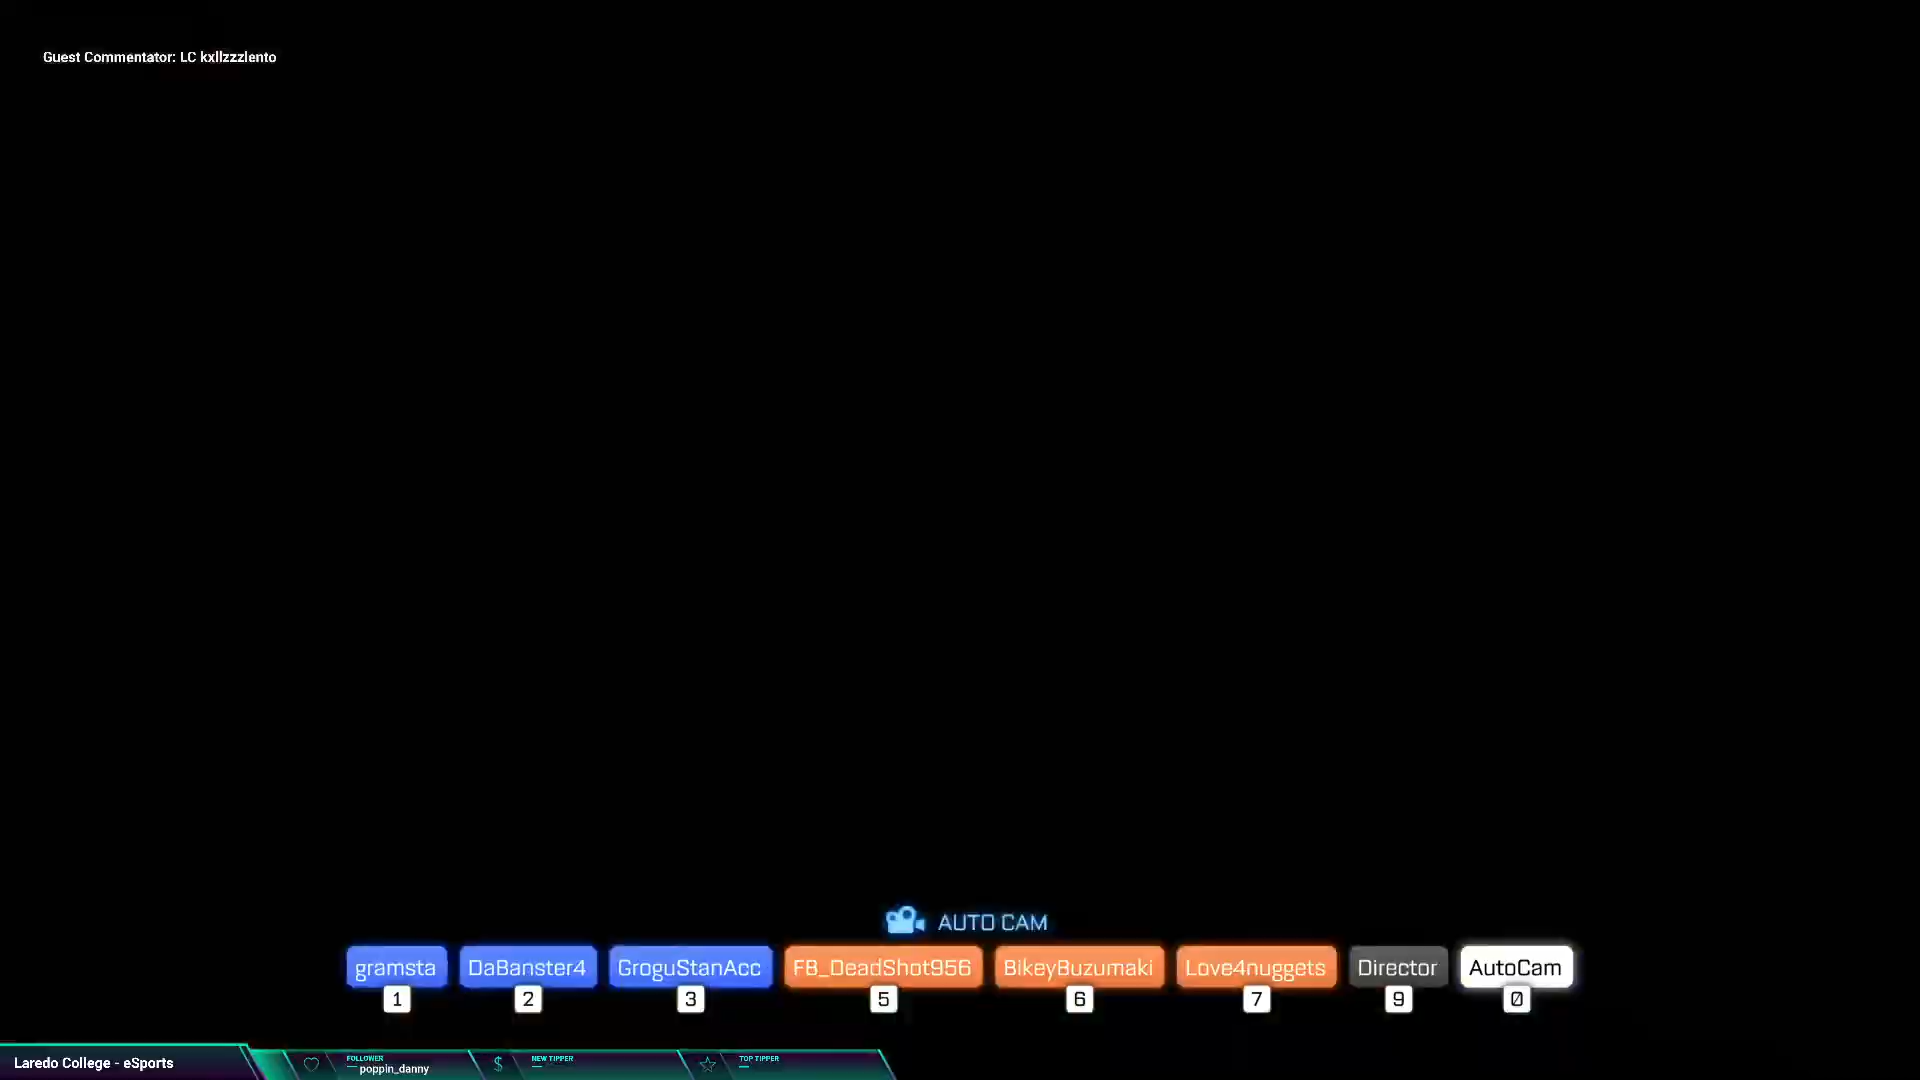 Guest Commentator: LC kxllzzzlento
AUTO CAM
gramsta DaBanster4 GroguStanAcc FB_DeadShot956 BikeyBuzumaki Love4nuggets Director AutoCam
1 2 3 5 6 7 9 0
Laredo College - eSports
FOLLOWER
poppin_danny
$
NEW TIPPER
TOP TIPPER